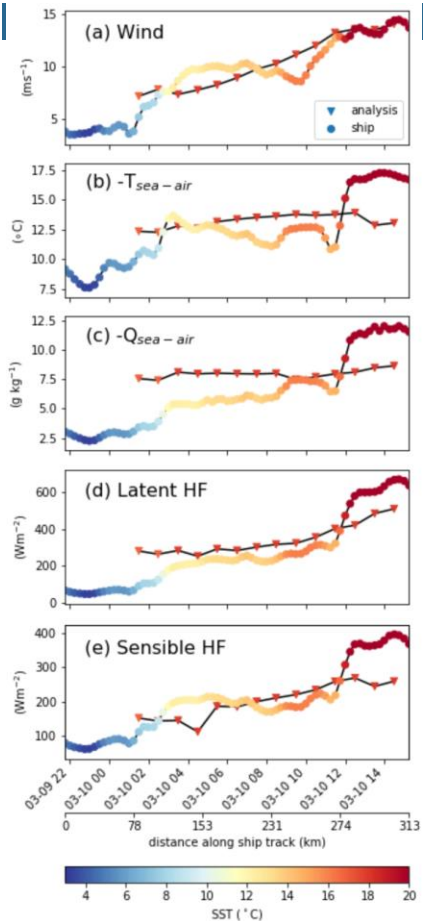 (a) Wind
15
10
5
(ms⁻¹)
analysis
ship
(b) -Tsea−air
17.5
15.0
12.5
10.0
7.5
(◦C)
(c) -Qsea−air
12.5
10.0
7.5
5.0
2.5
(g kg⁻¹)
(d) Latent HF
600
400
200
0
(Wm⁻²)
(e) Sensible HF
400
300
200
100
(Wm⁻²)
03-09 22 03-10 00 03-10 02 03-10 04 03-10 06 03-10 08 03-10 10 03-10 12 03-10 14
0 78 153 231 274 313
distance along ship track (km)
4 6 8 10 12 14 16 18 20
SST (°C)